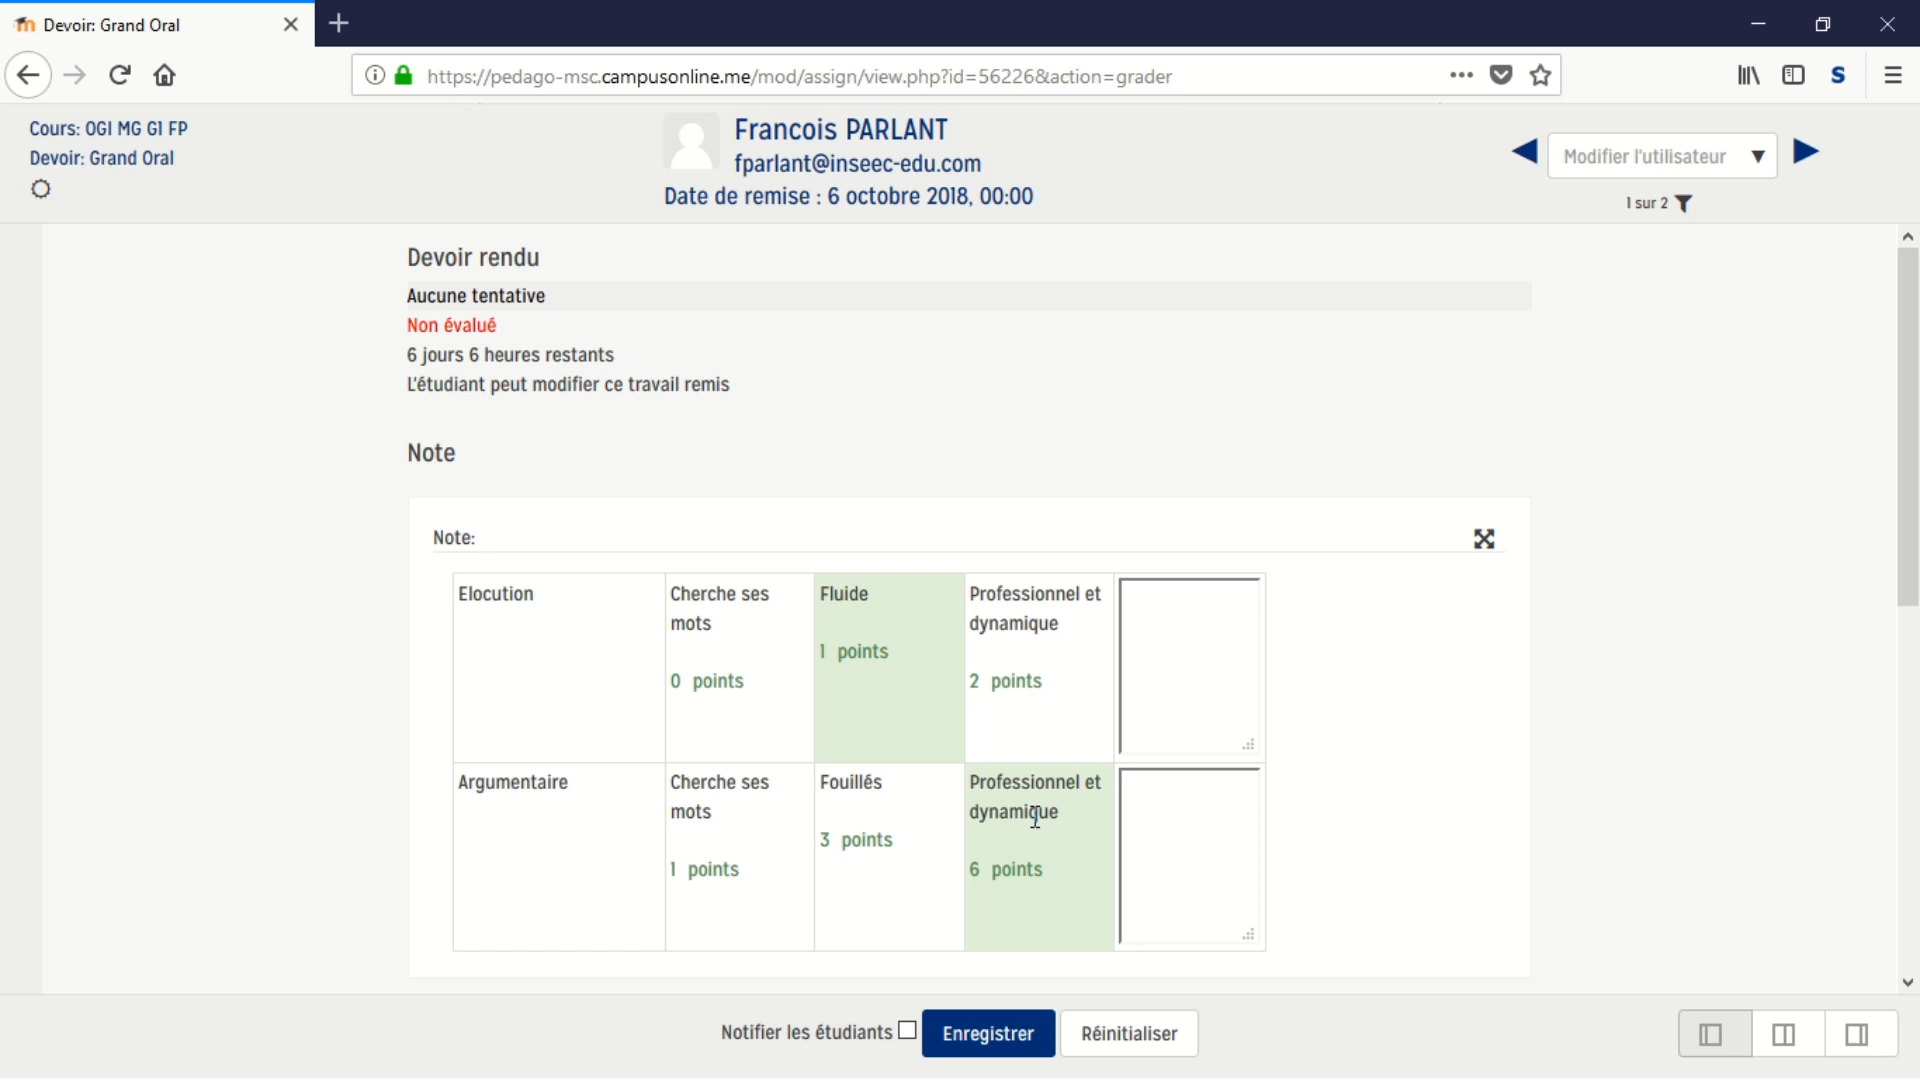 Devoir: Grand Oral
https://pedago-msc.campusonline.me/mod/assign/view.php?id=56226&action=grader
S
Cours: OGI MG G1 FP
Devoir: Grand Oral
Francois PARLANT
fparlant@inseec-edu.com
Date de remise : 6 octobre 2018, 00:00
Modifier l'utilisateur
1 sur 2
Devoir rendu
Aucune tentative
Non évalué
6 jours 6 heures restants
L'étudiant peut modifier ce travail remis
Note
Note:
Elocution
Cherche ses
mots
0 points
Fluide
1 points
Professionnel et
dynamique
2 points
Argumentaire
Cherche ses
mots
1 points
Fouillés
3 points
Professionnel et
dynamique
6 points
Notifier les étudiants
Enregistrer
Réinitialiser